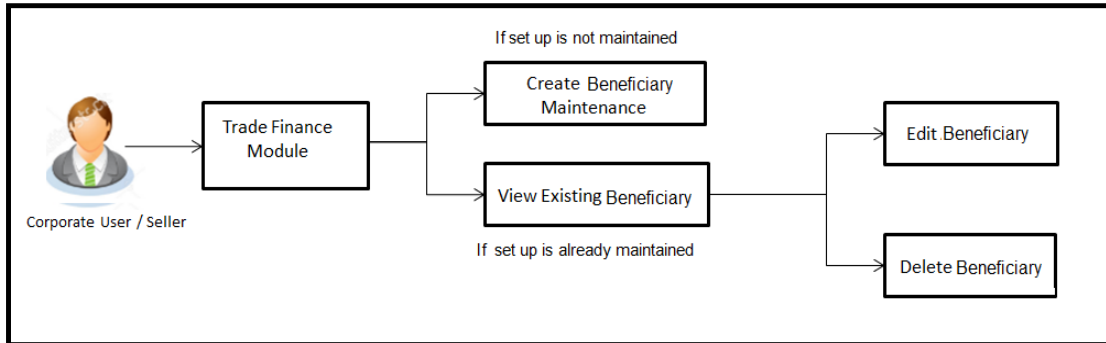 If set up is not maintained
Create Beneficiary
Maintenance
Trade Finance
Module
Edit Beneficiary
View Existing Beneficiary
Corporate User / Seller
If set up is already maintained
Delete Beneficiary